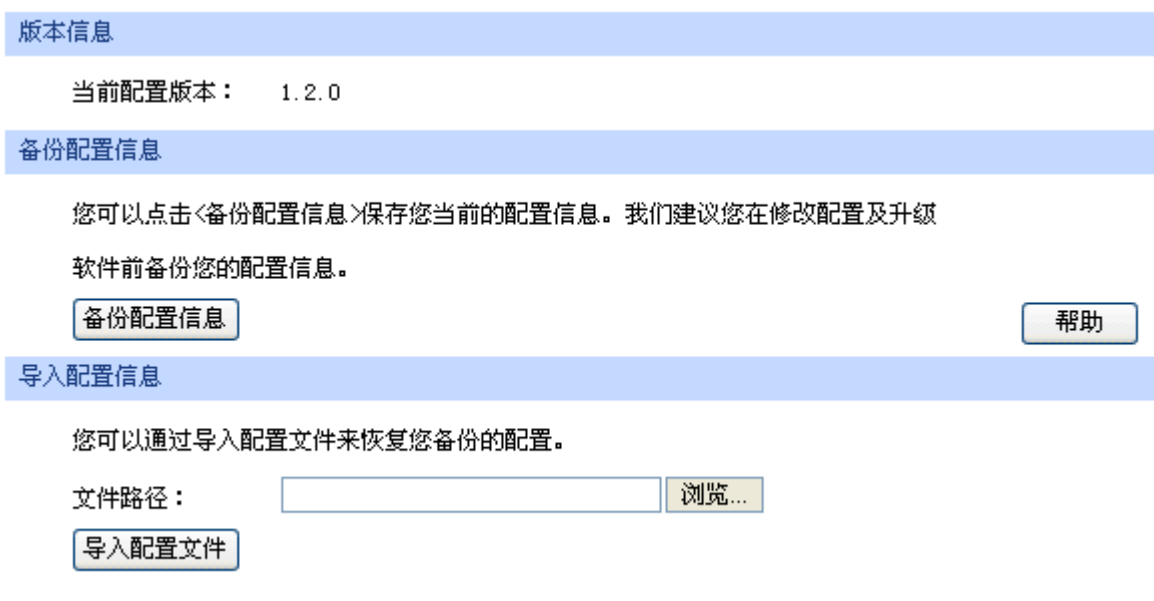 版本信息
当前配置版本： 1.2.0
备份配置信息
您可以点击<备份配置信息>保存您当前的配置信息。我们建议您在修改配置及升级
软件前备份您的配置信息。
备份配置信息 帮助
导入配置信息
您可以通过导入配置文件来恢复您备份的配置。
文件路径： 浏览...
导入配置文件